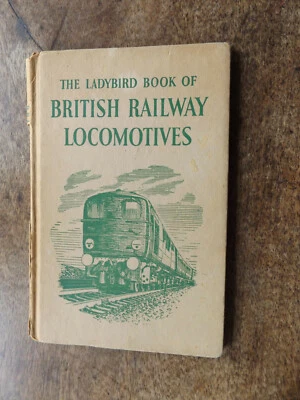 THE LADYBIRD BOOK OF
BRITISH RAILWAY
LOCOMOTIVES